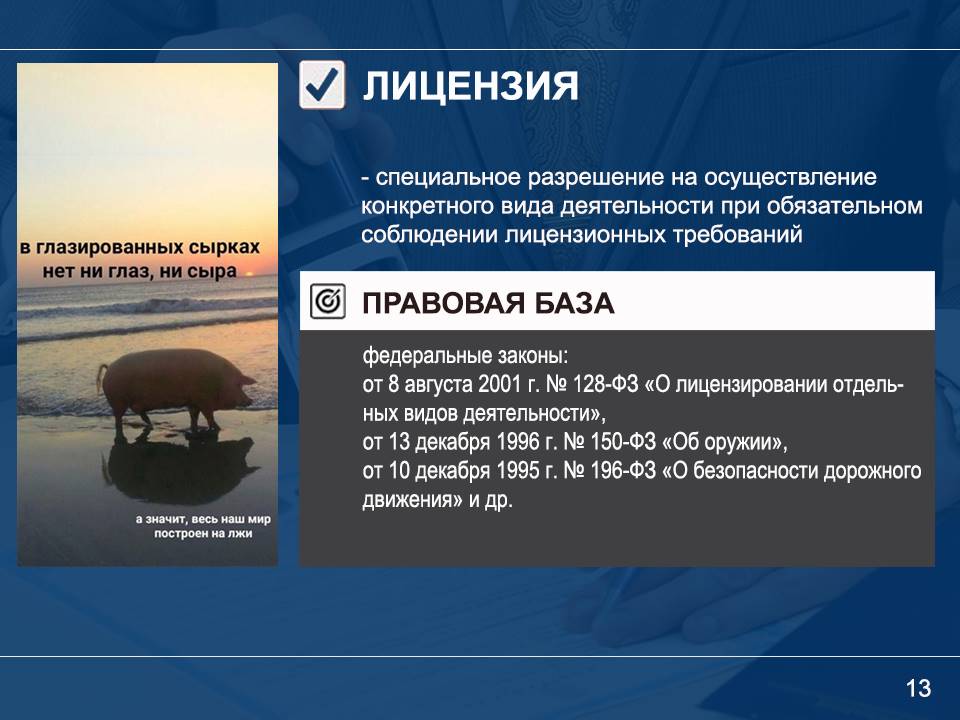 ЛИЦЕНЗИЯ
- специальное разрешение на осуществление
конкретного вида деятельности при обязательном
соблюдении лицензионных требований
в глазированных сырках
нет ни глаз, ни сыра
а значит, весь наш мир
построен на лжи
ПРАВОВАЯ БАЗА
федеральные законы:
от 8 августа 2001 г. № 128-ФЗ «О лицензировании отдель-
ных видов деятельности»,
от 13 декабря 1996 г. № 150-ФЗ «Об оружии»,
от 10 декабря 1995 г. № 196-ФЗ «О безопасности дорожного
движения» и др.
13